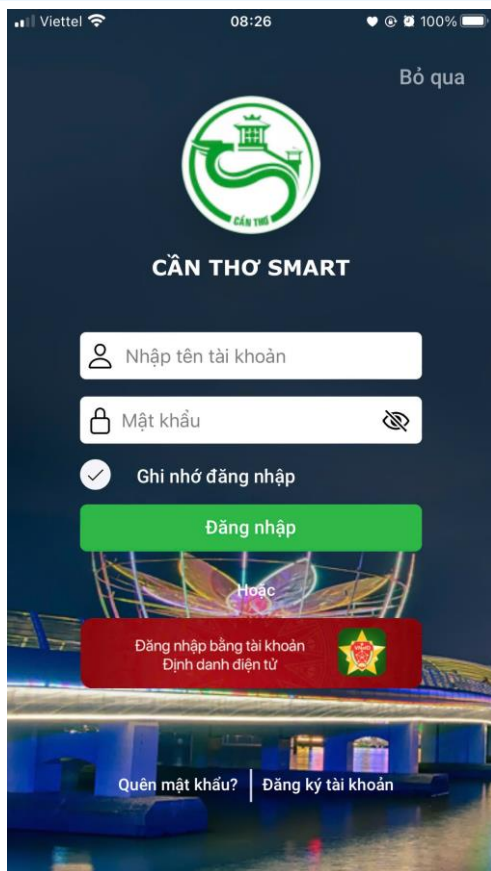 Viettel 08:26 100%
Bỏ qua
CẦN THƠ
CẦN THƠ SMART
Nhập tên tài khoản
Mật khẩu
Ghi nhớ đăng nhập
Đăng nhập
Hoặc
Đăng nhập bằng tài khoản
Định danh điện tử
VNeID
Quên mật khẩu? Đăng ký tài khoản